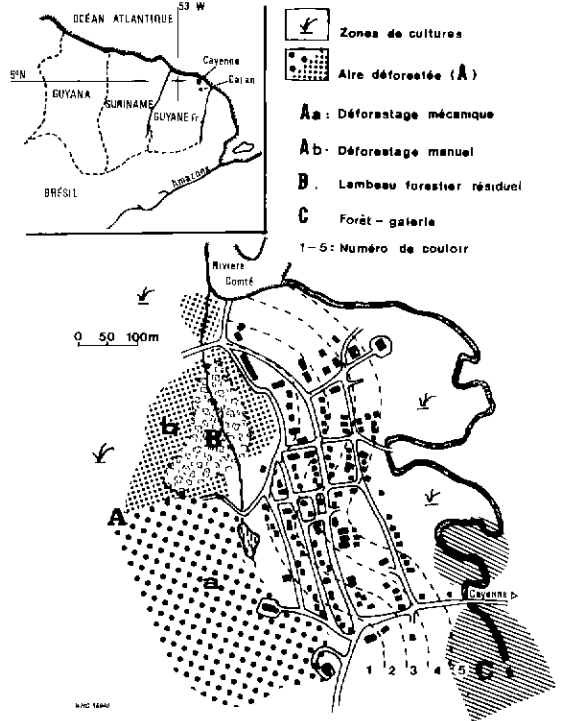 53 W
OCÉAN ATLANTIQUE
5°N
Cayenne
Cacao
GUYANA
SURINAME
GUYANE Fr.
BRÉSIL
Amazone
Zones de cultures
Aire déforestée (A)
Aa: Déforestage mécanique
Ab- Déforestage manuel
B. Lambeau forestier résiduel
C Forêt-galerie
1-5: Numéro de couloir
Rivière
Comté
0 50 100m
b
B
A
a
Cayenne
1 2 3 4 5 C